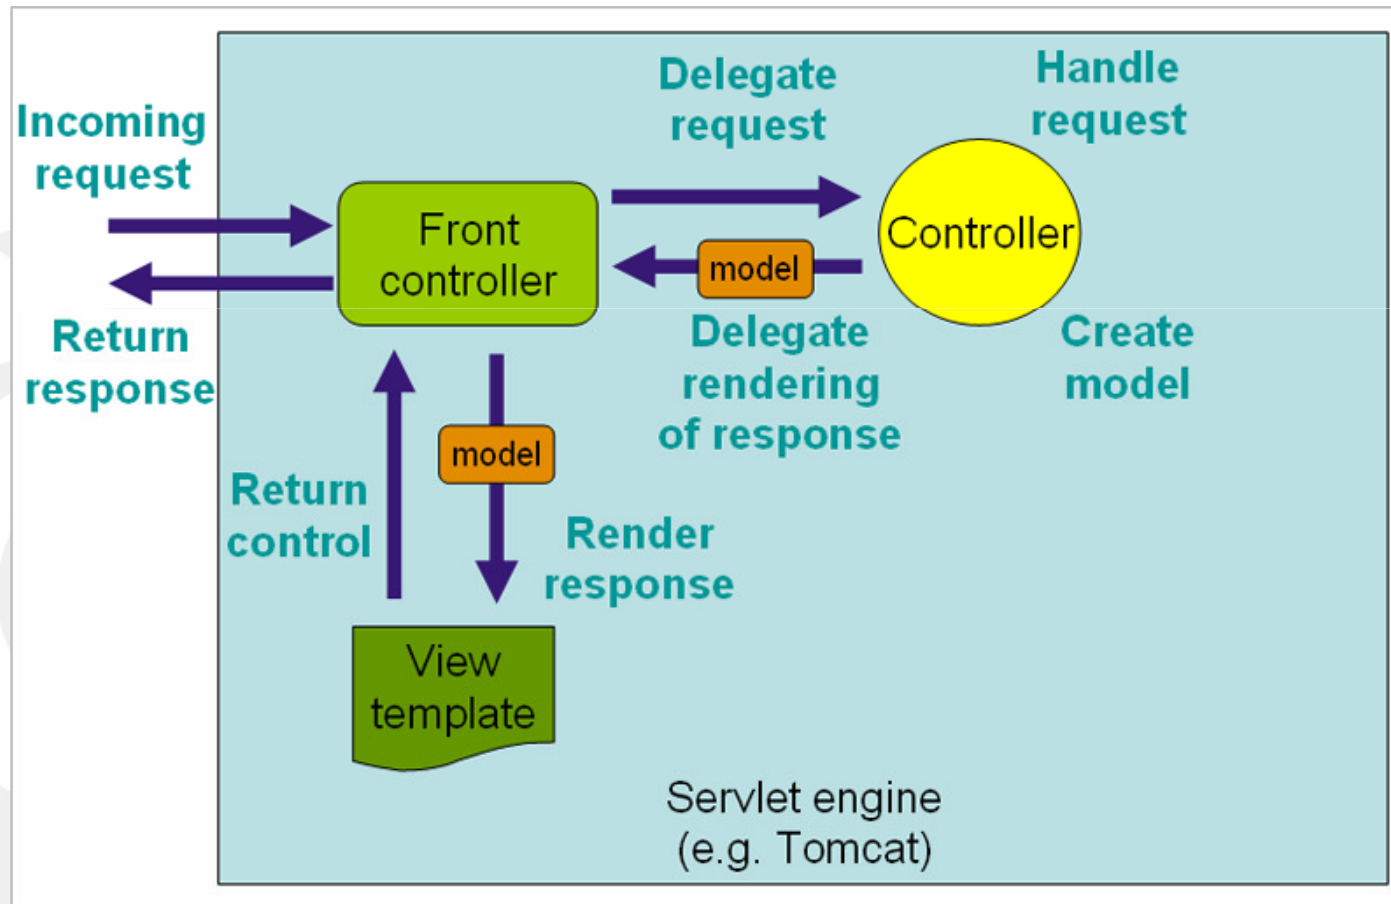 Incoming
request
Delegate
request
Handle
request
Front
controller
Controller
model
Return
response
Delegate
rendering
of response
Create
model
model
Return
control
Render
response
View
template
Servlet engine
(e.g. Tomcat)